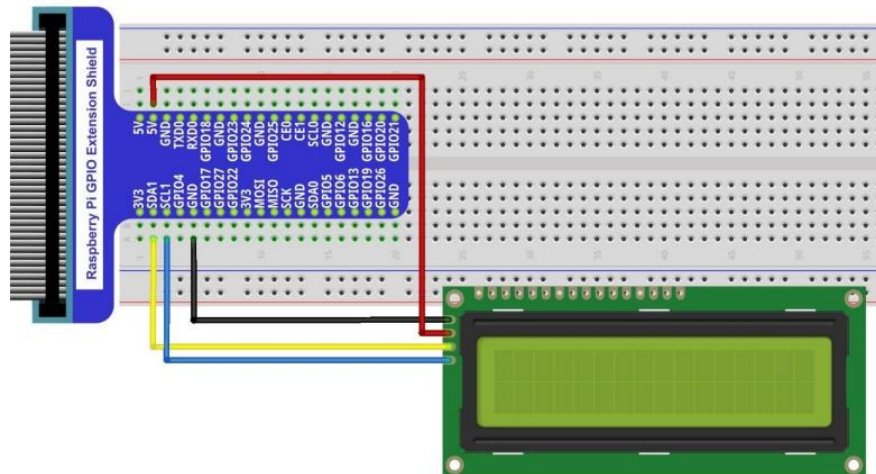 Raspberry Pi GPIO Extension Shield
5V
5V
GND
TXD0
RXD0
GPIO18
GND
GPIO23
GPIO24
GND
GPIO25
CE0
CE1
SCL0
GND
GPIO12
GND
GPIO16
GPIO20
GPIO21
3V3
SDA1
SCL1
GPIO4
GND
GPIO17
GPIO27
GPIO22
3V3
MOSI
MISO
SCK
GND
SDA0
GPIO5
GPIO6
GPIO13
GPIO19
GPIO26
GND